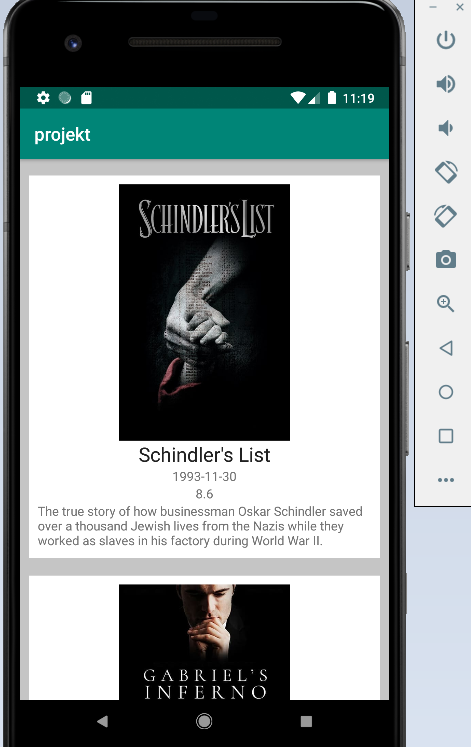 11:19
projekt
SCHINDLER'S LIST
Schindler's List
1993-11-30
8.6
The true story of how businessman Oskar Schindler saved
over a thousand Jewish lives from the Nazis while they
worked as slaves in his factory during World War II.
GABRIEL'S
INFERNO